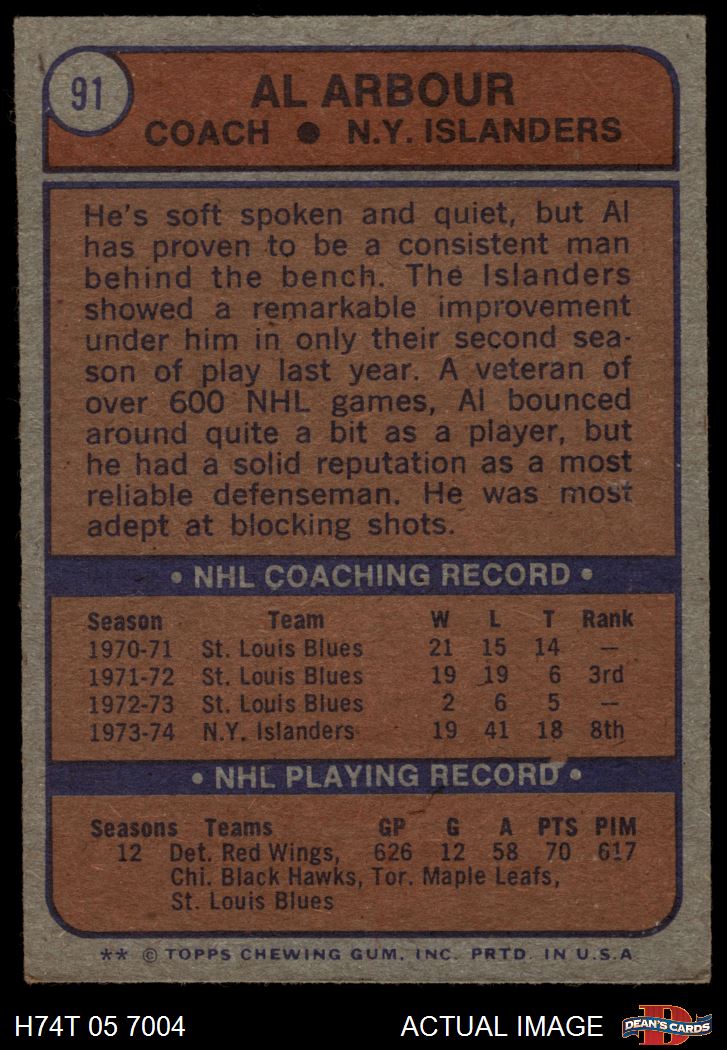 91
AL ARBOUR
COACH ● N.Y. ISLANDERS
He's soft spoken and quiet, but Al
has proven to be a consistent man
behind the bench. The Islanders
showed a remarkable improvement
under him in only their second sea-
son of play last year. A veteran of
over 600 NHL games, Al bounced
around quite a bit as a player, but
he had a solid reputation as a most
reliable defenseman. He was most
adept at blocking shots.
• NHL COACHING RECORD •
Season Team W L T Rank
1970-71 St. Louis Blues 21 15 14 —
1971-72 St. Louis Blues 19 19 6 3rd
1972-73 St. Louis Blues 2 6 5 —
1973-74 N.Y. Islanders 19 41 18 8th
• NHL PLAYING RECORD •
Seasons Teams GP G A PTS PIM
12 Det. Red Wings, 626 12 58 70 617
Chi. Black Hawks, Tor. Maple Leafs,
St. Louis Blues
** © TOPPS CHEWING GUM, INC. PRTD. IN U.S.A
H74T 05 7004 ACTUAL IMAGE D DEAN'S CARDS